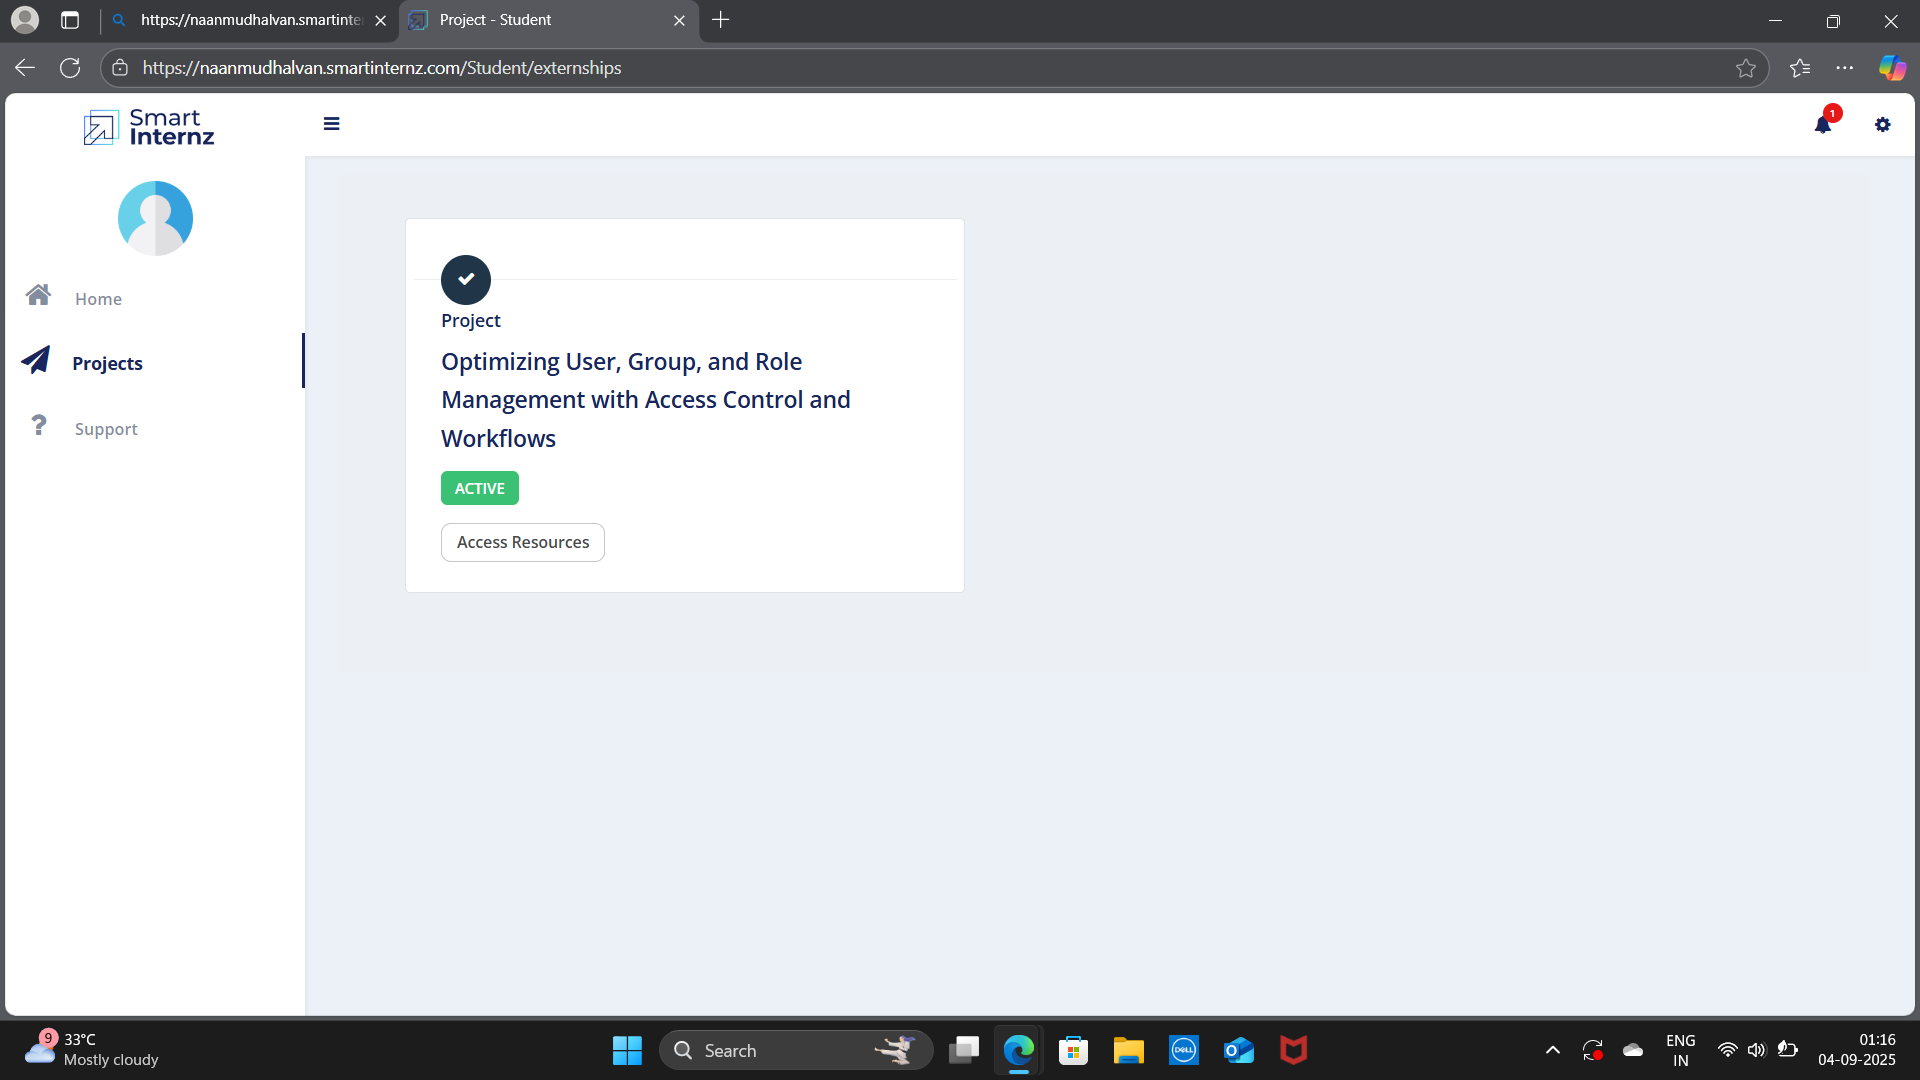 https://naanmudhalvan.smartinte
Project - Student
https://naanmudhalvan.smartinternz.com/Student/externships
Smart
Internz
1
Home
Projects
Support
Project
Optimizing User, Group, and Role
Management with Access Control and
Workflows
ACTIVE
Access Resources
9
33°C
Mostly cloudy
Search
DELL
ENG
IN
01:16
04-09-2025